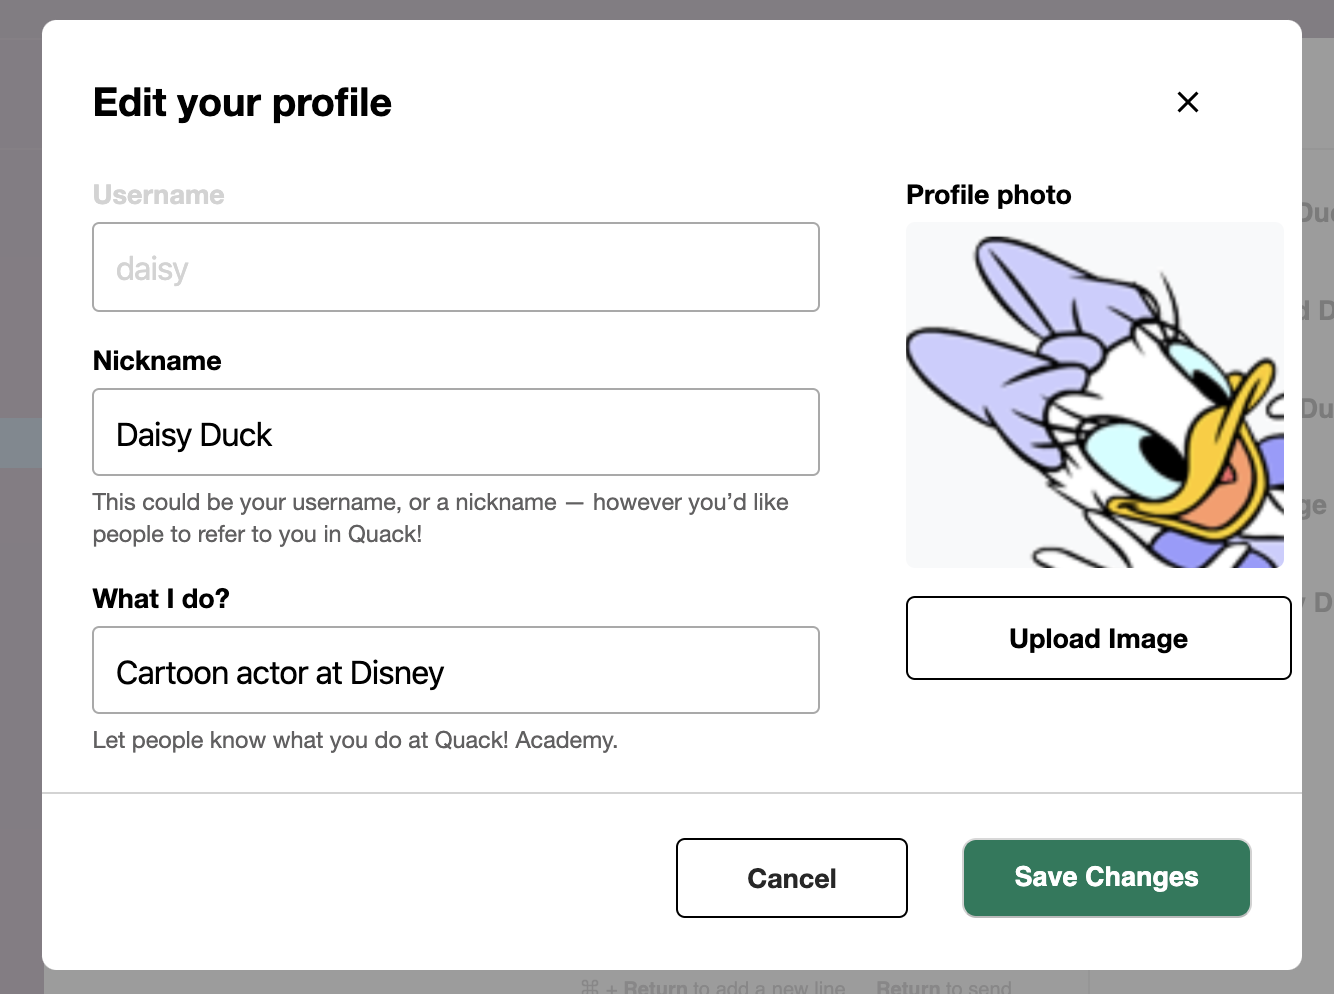 Edit your profile
Username
daisy
Nickname
Daisy Duck
This could be your username, or a nickname — however you’d like
people to refer to you in Quack!
What I do?
Cartoon actor at Disney
Let people know what you do at Quack! Academy.
Profile photo
Upload Image
Cancel
Save Changes
⌘ + Return to add a new line
Return to send